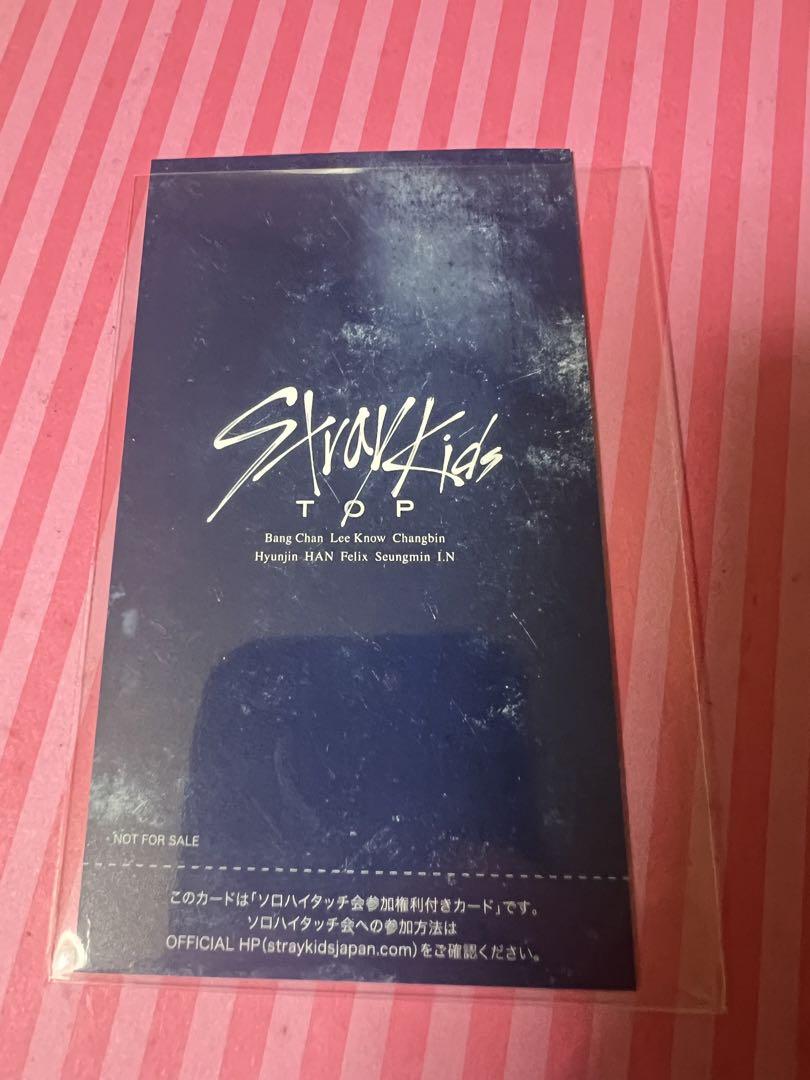 Stray Kids
TOP
Bang Chan Lee Know Changbin
Hyunjin HAN Felix Seungmin I.N
NOT FOR SALE
このカードは「ソロハイタッチ会参加権利付きカード」です。
ソロハイタッチ会への参加方法は
OFFICIAL HP(straykidsjapan.com)をご確認ください。